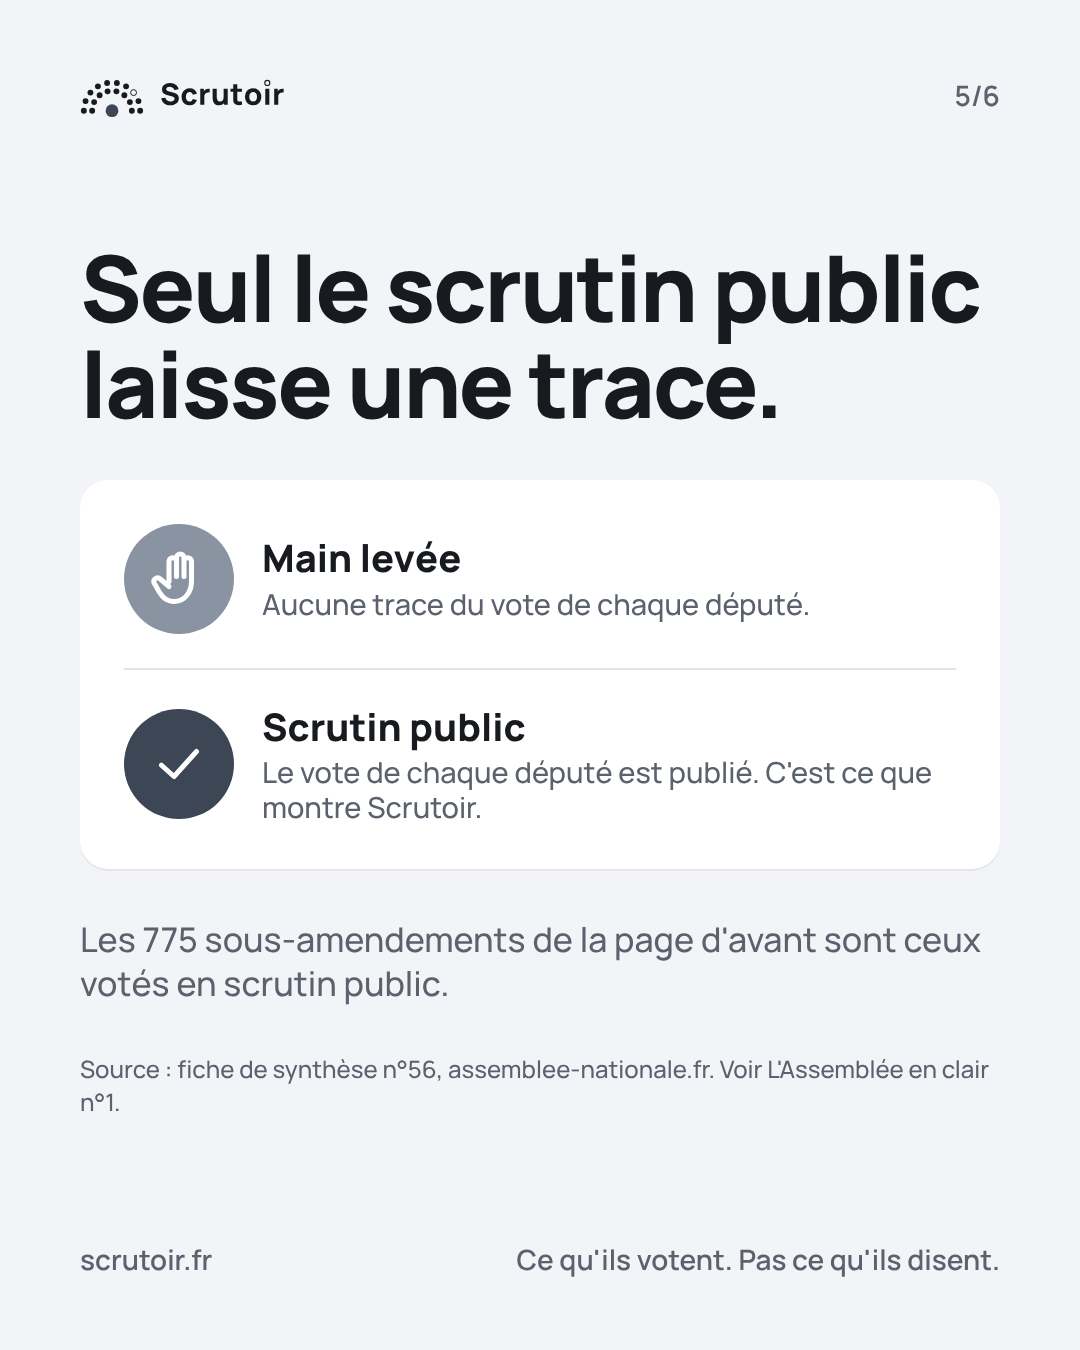 Scrutoir
5/6
Seul le scrutin public
laisse une trace.
Main levée
Aucune trace du vote de chaque député.
Scrutin public
Le vote de chaque député est publié. C'est ce que
montre Scrutoir.
Les 775 sous-amendements de la page d'avant sont ceux
votés en scrutin public.
Source : fiche de synthèse n°56, assemblee-nationale.fr. Voir L'Assemblée en clair
n°1.
scrutoir.fr
Ce qu'ils votent. Pas ce qu'ils disent.